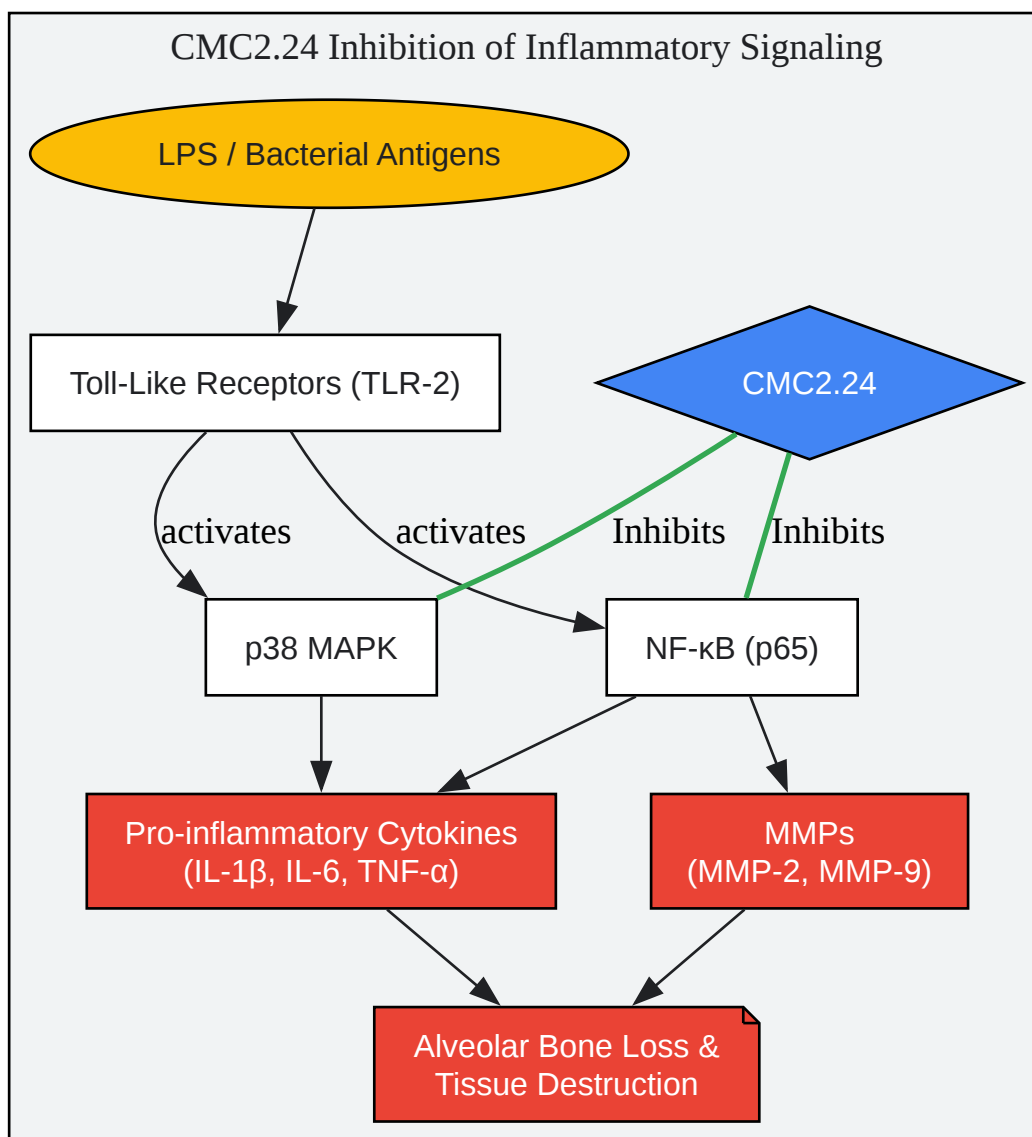 CMC2.24 Inhibition of Inflammatory Signaling
LPS / Bacterial Antigens
Toll-Like Receptors (TLR-2)
CMC2.24
activates
activates
Inhibits
Inhibits
p38 MAPK
NF-κB (p65)
Pro-inflammatory Cytokines
(IL-1β, IL-6, TNF-α)
MMPs
(MMP-2, MMP-9)
Alveolar Bone Loss &
Tissue Destruction